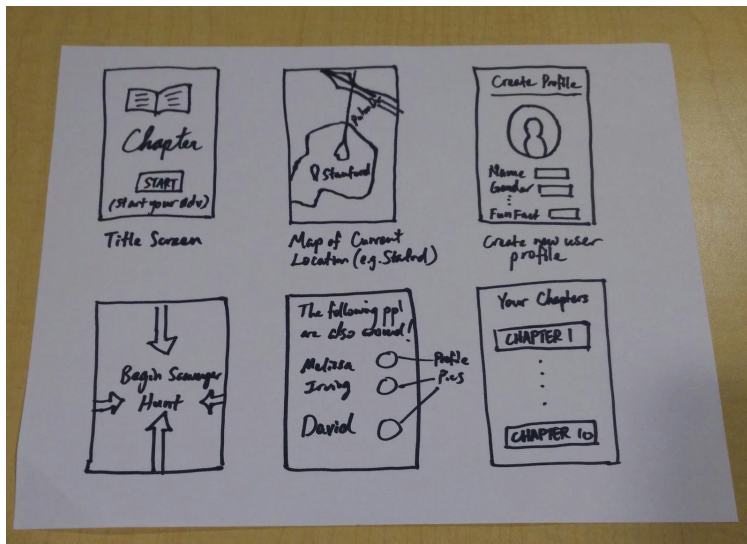 Chapter
START
(Start your adv)
Title Screen
Stanford
Map of Current
Location (e.g. Stafnrd)
Create Profile
Name
Gender
Fun Fact
Create new user
profile
Begin Scavenger
Hunt
The following ppl
are also around!
Melissa
Irving
David
Profile
Pics
Your Chapters
CHAPTER 1
CHAPTER 10